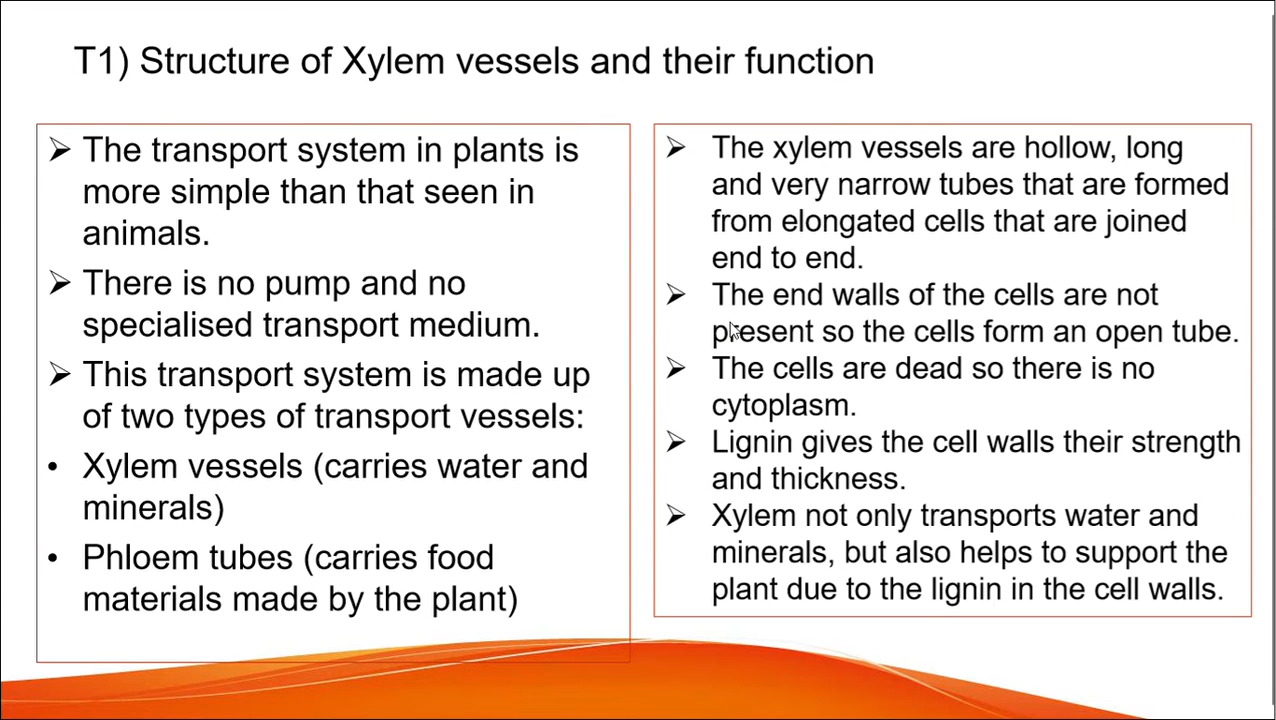 T1) Structure of Xylem vessels and their function
➢ The transport system in plants is
more simple than that seen in
animals.
➢ There is no pump and no
specialised transport medium.
➢ This transport system is made up
of two types of transport vessels:
• Xylem vessels (carries water and
minerals)
• Phloem tubes (carries food
materials made by the plant)
➢ The xylem vessels are hollow, long
and very narrow tubes that are formed
from elongated cells that are joined
end to end.
➢ The end walls of the cells are not
present so the cells form an open tube.
➢ The cells are dead so there is no
cytoplasm.
➢ Lignin gives the cell walls their strength
and thickness.
➢ Xylem not only transports water and
minerals, but also helps to support the
plant due to the lignin in the cell walls.